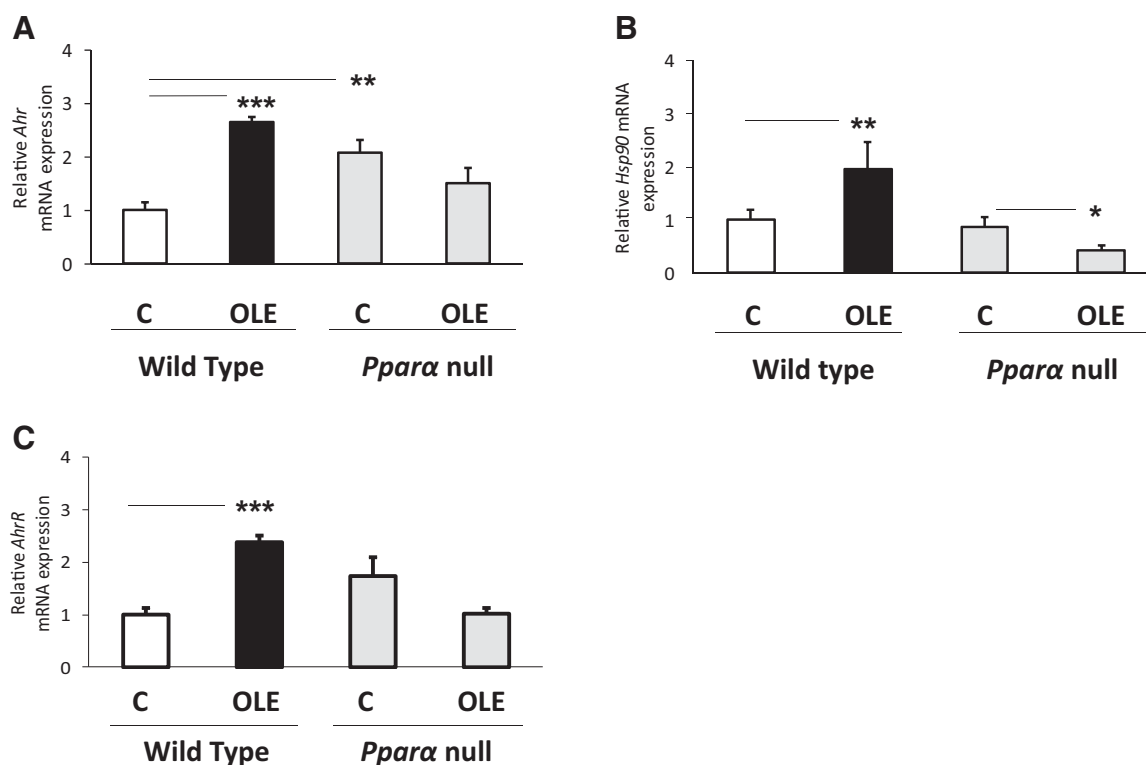 A
Relative Ahr
mRNA expression
4
3
2
1
0
**
***
C OLE C OLE
Wild Type Pparα null
B
Relative Hsp90 mRNA
expression
4
3
2
1
0
**
*
C OLE C OLE
Wild type Pparα null
C
Relative AhrR
mRNA expression
4
3
2
1
0
***
C OLE C OLE
Wild Type Pparα null